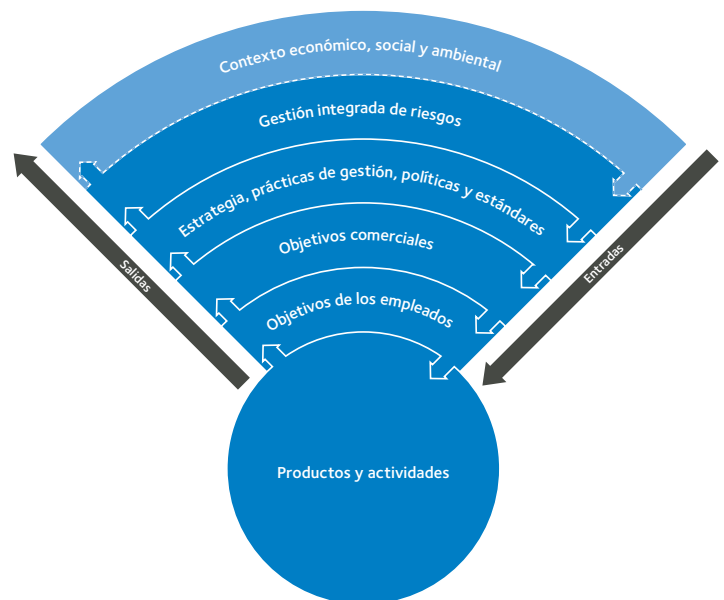 Contexto económico, social y ambiental
Gestión integrada de riesgos
Estrategia, prácticas de gestión, políticas y estándares
Objetivos comerciales
Objetivos de los empleados
Salidas
Entradas
Productos y actividades